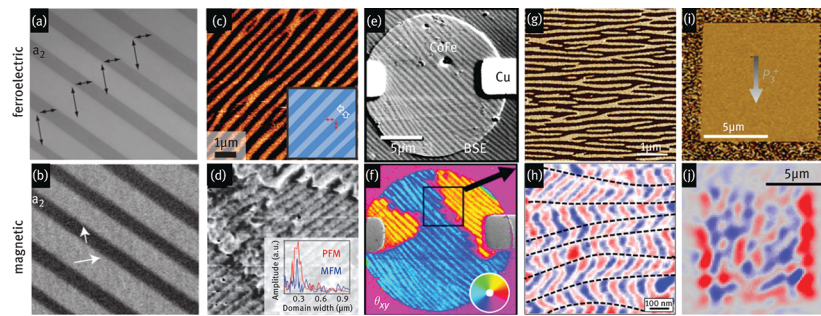 ferroelectric
(a)
a2
(c)
1µm
(e)
CoFe
Cu
5µm
BSE
(g)
1µm
(i)
P3+
5µm
magnetic
(b)
a2
(d)
Amplitude (a.u.)
PFM
MFM
0.3 0.6 0.9
Domain width (µm)
(f)
θxy
(h)
100 nm
(j)
5µm